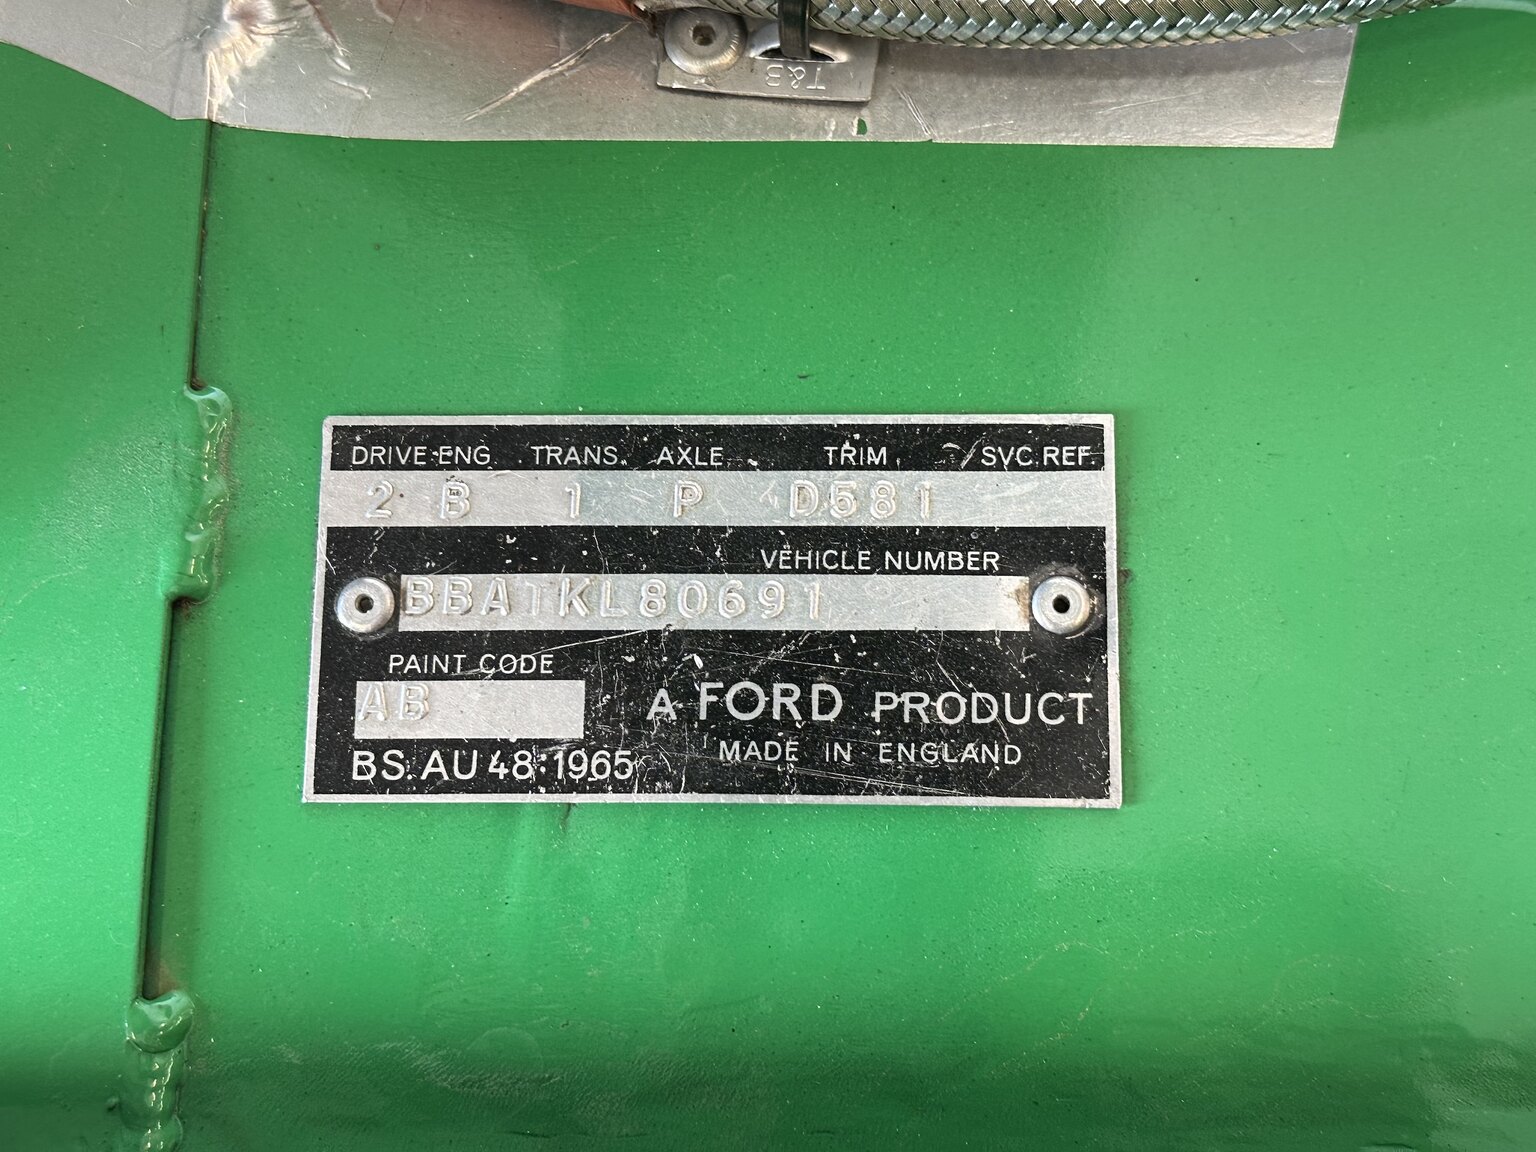 T&B
DRIVE ENG TRANS. AXLE TRIM SVC. REF.
2 B 1 P D581
VEHICLE NUMBER
BBATKL80691
PAINT CODE
AB
A FORD PRODUCT
MADE IN ENGLAND
BS. AU 48:1965